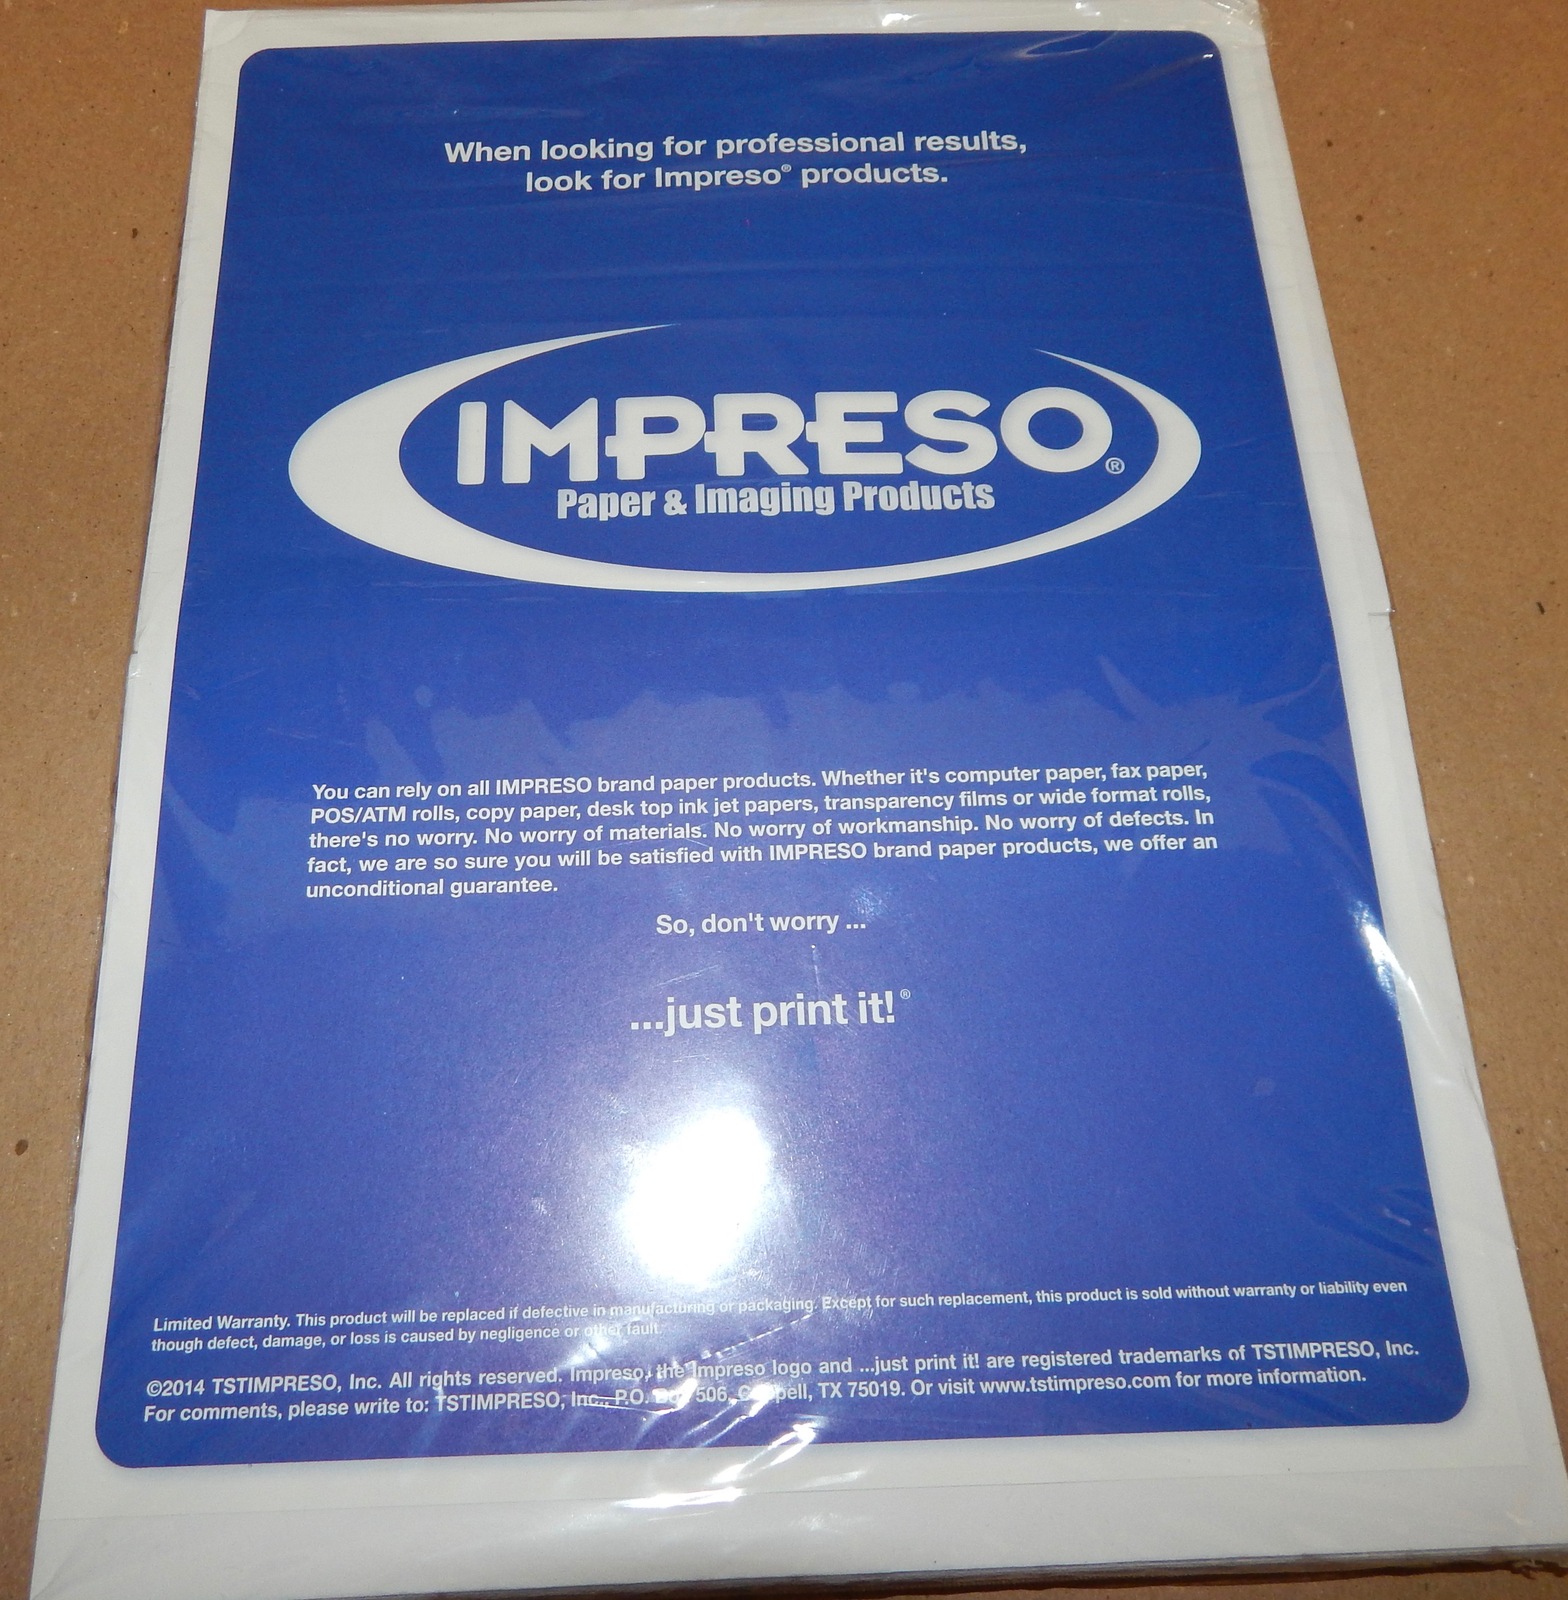 When looking for professional results,
look for Impreso® products.
IMPRESO®
Paper & Imaging Products
You can rely on all IMPRESO brand paper products. Whether it's computer paper, fax paper,
POS/ATM rolls, copy paper, desk top ink jet papers, transparency films or wide format rolls,
there's no worry. No worry of materials. No worry of workmanship. No worry of defects. In
fact, we are so sure you will be satisfied with IMPRESO brand paper products, we offer an
unconditional guarantee.
So, don't worry ...
...just print it!®
Limited Warranty. This product will be replaced if defective in manufacturing or packaging. Except for such replacement, this product is sold without warranty or liability even
though defect, damage, or loss is caused by negligence or other fault.
©2014 TSTIMPRESO, Inc. All rights reserved. Impreso, the Impreso logo and ...just print it! are registered trademarks of TSTIMPRESO, Inc.
For comments, please write to: TSTIMPRESO, Inc., P.O. 506, TX 75019. Or visit www.tstimpreso.com for more information.